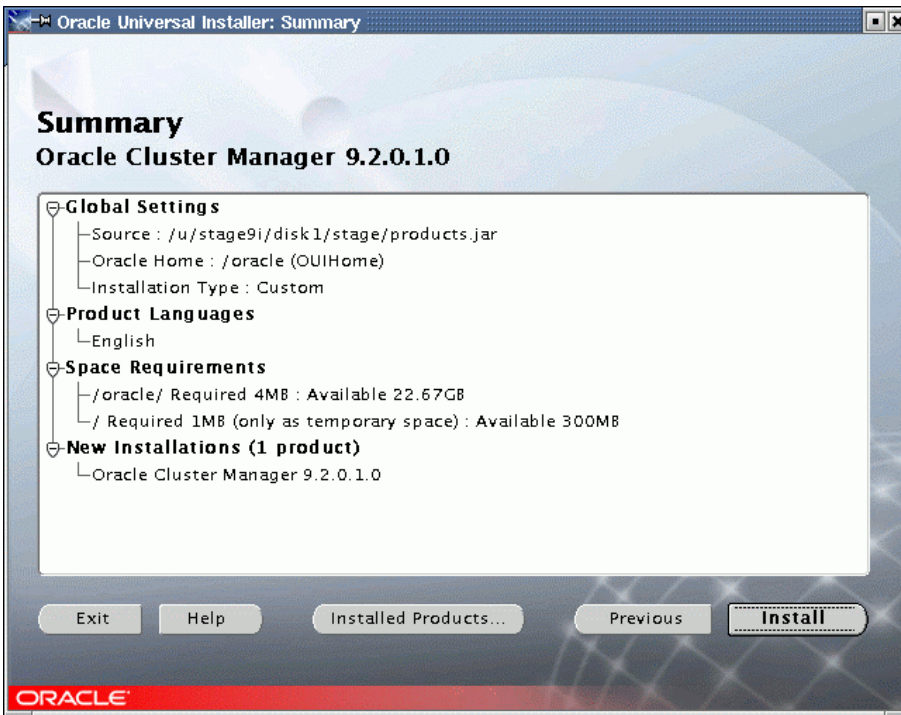 Oracle Universal Installer: Summary
Summary
Oracle Cluster Manager 9.2.0.1.0
Global Settings
Source : /u/stage9i/disk1/stage/products.jar
Oracle Home : /oracle (OUIHome)
Installation Type : Custom
Product Languages
English
Space Requirements
/oracle/ Required 4MB : Available 22.67GB
/ Required 1MB (only as temporary space) : Available 300MB
New Installations (1 product)
Oracle Cluster Manager 9.2.0.1.0
Exit Help Installed Products... Previous Install
ORACLE